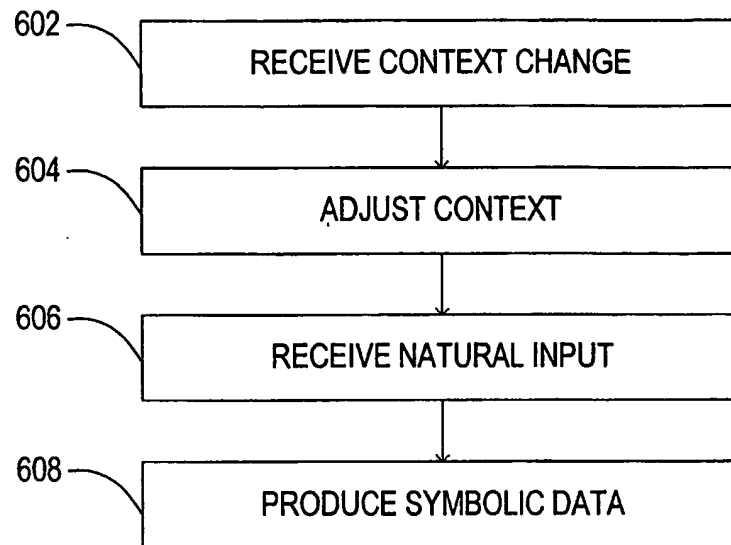 602
RECEIVE CONTEXT CHANGE
604
ADJUST CONTEXT
606
RECEIVE NATURAL INPUT
608
PRODUCE SYMBOLIC DATA